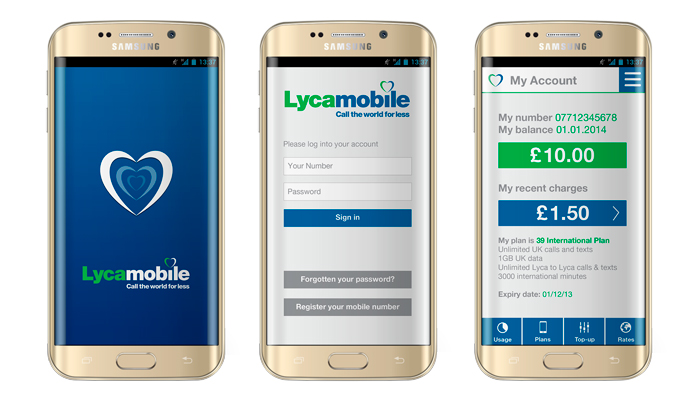 SAMSUNG
13:37
Lycamobile
Call the world for less
SAMSUNG
13:37
Lycamobile
Call the world for less
Please log into your account
Your Number
Password
Sign in
Forgotten your password?
Register your mobile number
SAMSUNG
13:37
My Account
My number 07712345678
My balance 01.01.2014
£10.00
My recent charges
£1.50
My plan is 39 International Plan
Unlimited UK calls and texts
1GB UK data
Unlimited Lyca to Lyca calls & texts
3000 international minutes
Expiry date: 01/12/13
Usage
Plans
Top-up
Rates